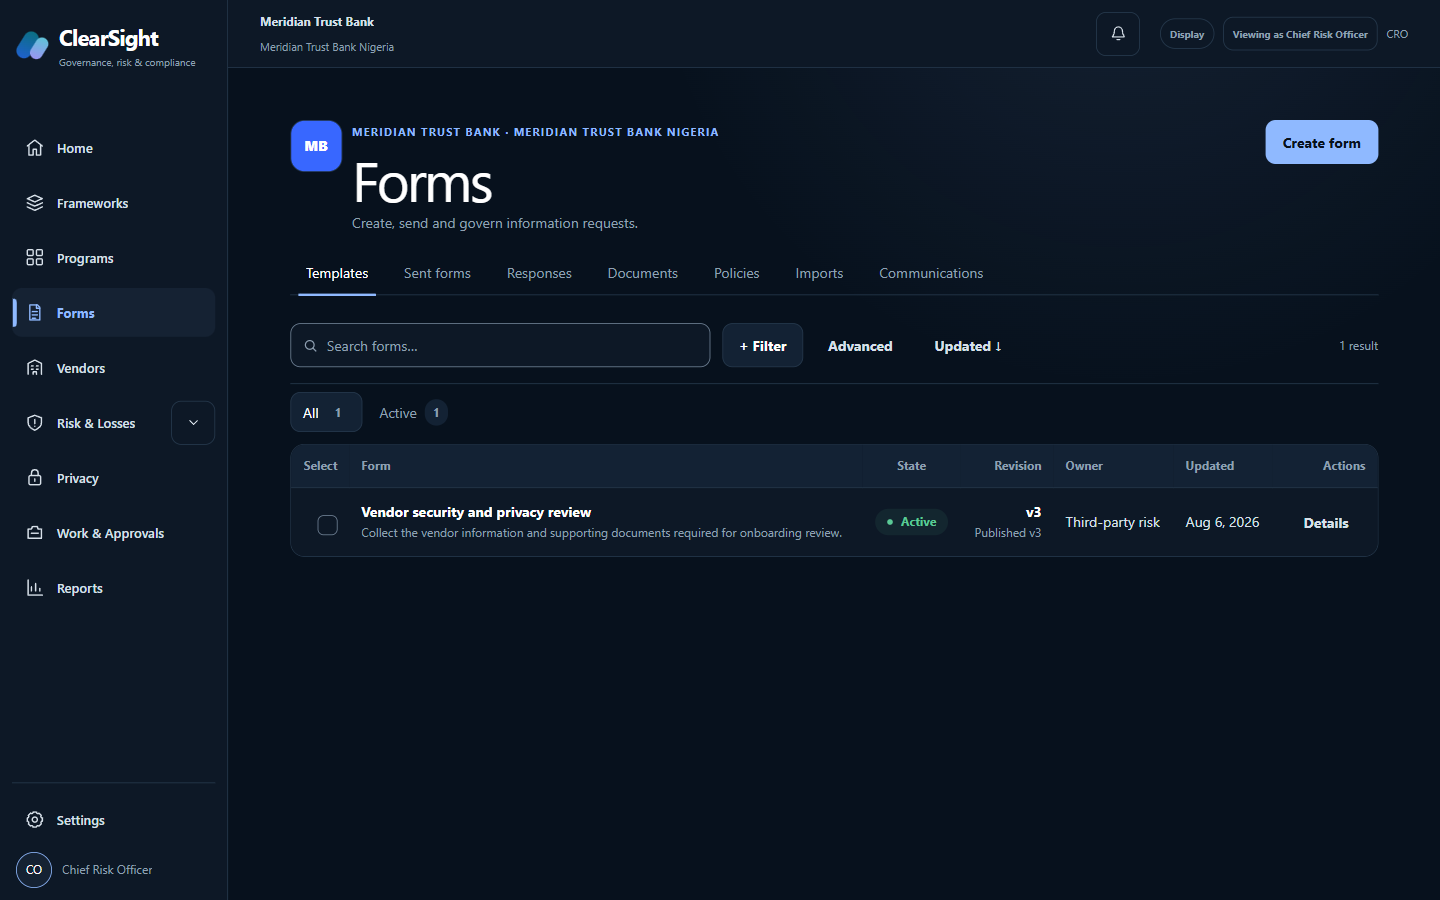 ClearSight
Governance, risk & compliance
Home
Frameworks
Programs
Forms
Vendors
Risk & Losses
Privacy
Work & Approvals
Reports
Settings
CO
Chief Risk Officer
Meridian Trust Bank
Meridian Trust Bank Nigeria
Display
Viewing as Chief Risk Officer
CRO
MB
MERIDIAN TRUST BANK · MERIDIAN TRUST BANK NIGERIA
Forms
Create, send and govern information requests.
Create form
Templates
Sent forms
Responses
Documents
Policies
Imports
Communications
Search forms...
+ Filter
Advanced
Updated ↓
1 result
All 1
Active 1
Select
Form
State
Revision
Owner
Updated
Actions
Vendor security and privacy review
Collect the vendor information and supporting documents required for onboarding review.
Active
v3
Published v3
Third-party risk
Aug 6, 2026
Details